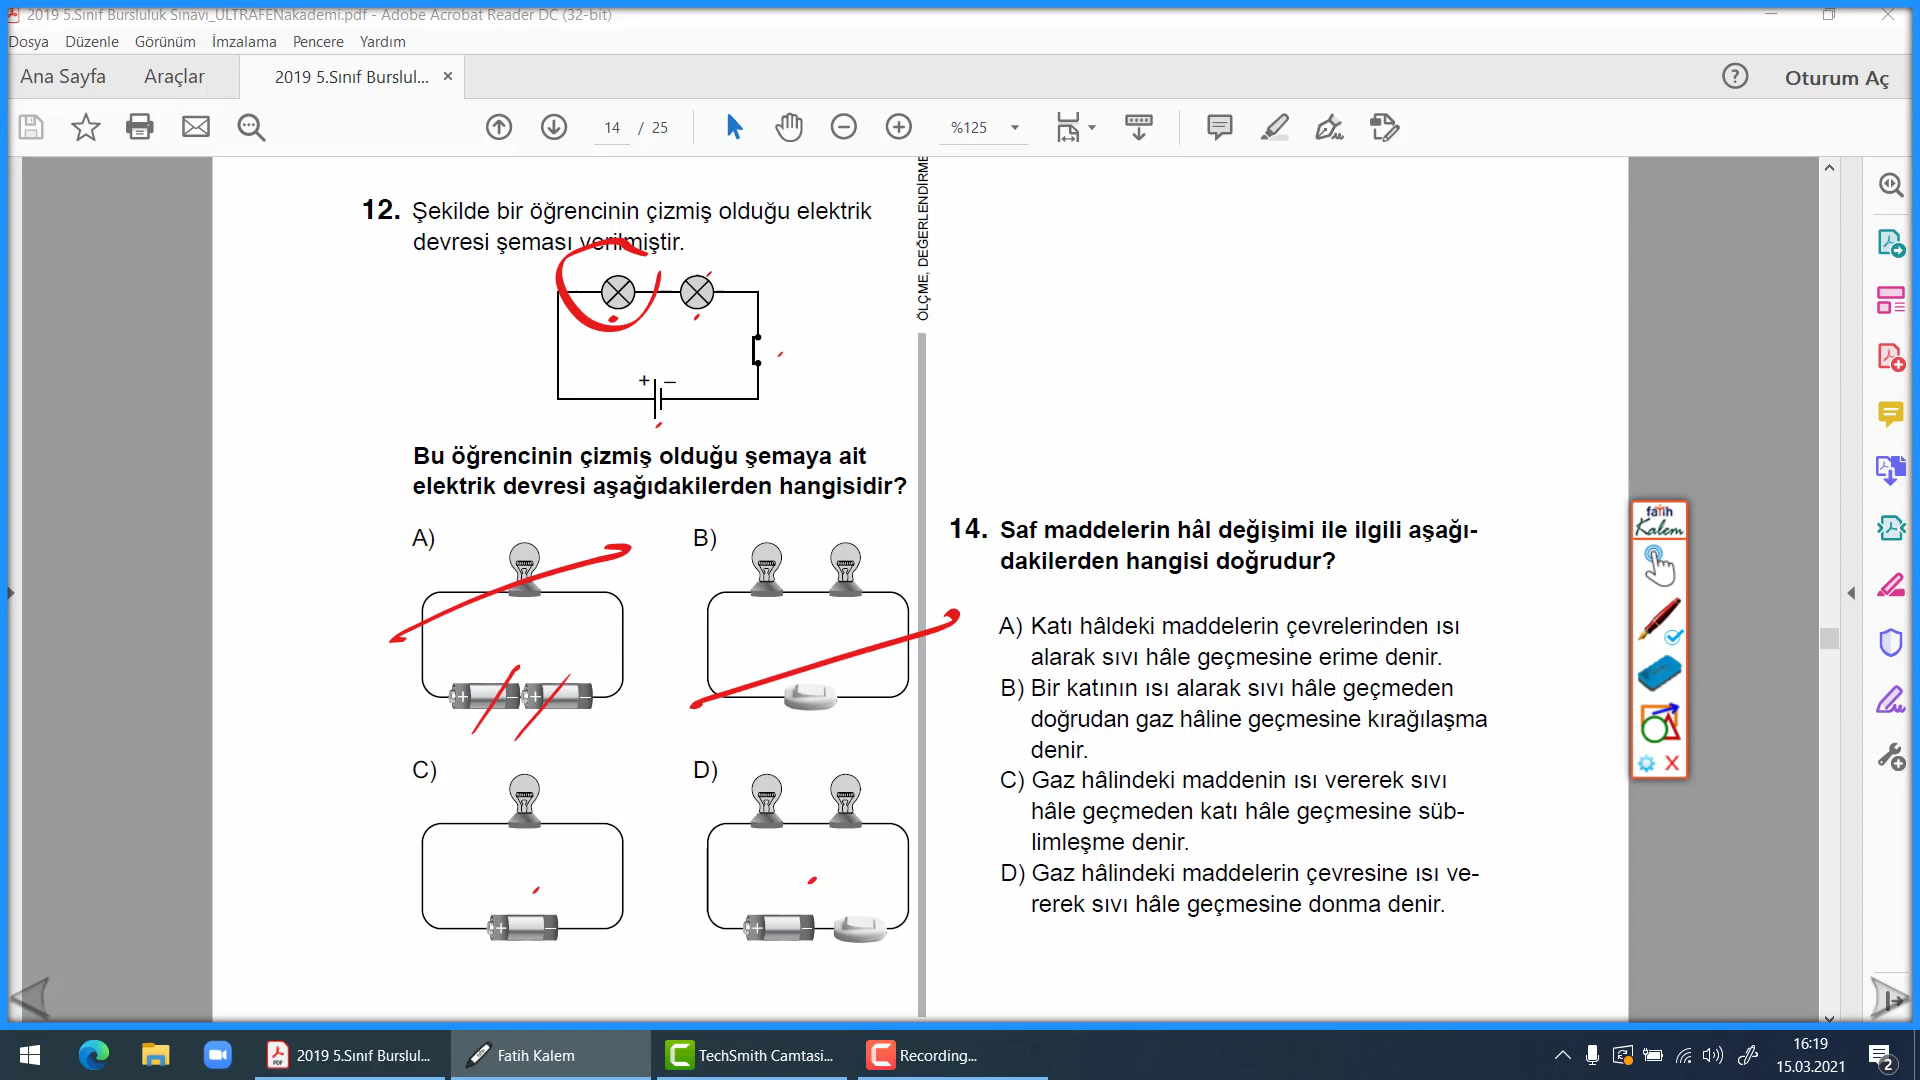 2019 5.Sınıf Bursluluk Sınavı_ULTRAFENakademi.pdf - Adobe Acrobat Reader DC (32-bit)
Dosya Düzenle Görünüm İmzalama Pencere Yardım
Ana Sayfa Araçlar 2019 5.Sınıf Burslul... × Oturum Aç
14 / 25 %125
12. Şekilde bir öğrencinin çizmiş olduğu elektrik
devresi şeması verilmiştir.
+ –
Bu öğrencinin çizmiş olduğu şemaya ait
elektrik devresi aşağıdakilerden hangisidir?
A) B)
+ – + –
C) D)
+ – + –
ÖLÇME, DEĞERLENDİRME
14. Saf maddelerin hâl değişimi ile ilgili aşağı-
dakilerden hangisi doğrudur?
A) Katı hâldeki maddelerin çevrelerinden ısı
alarak sıvı hâle geçmesine erime denir.
B) Bir katının ısı alarak sıvı hâle geçmeden
doğrudan gaz hâline geçmesine kırağılaşma
denir.
C) Gaz hâlindeki maddenin ısı vererek sıvı
hâle geçmeden katı hâle geçmesine süb-
limleşme denir.
D) Gaz hâlindeki maddelerin çevresine ısı ve-
rerek sıvı hâle geçmesine donma denir.
fatih
Kalem
2019 5.Sınıf Burslul... Fatih Kalem TechSmith Camtasi... Recording...
16:19
15.03.2021
2